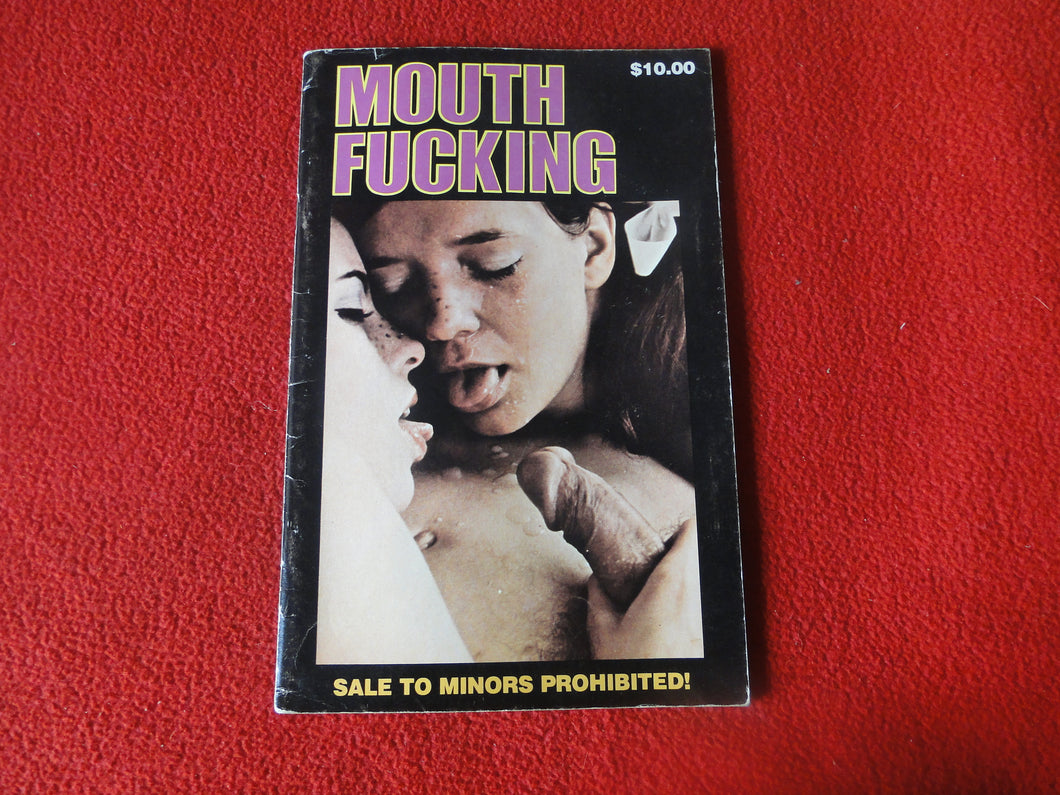 $10.00
MOUTH
FUCKING
SALE TO MINORS PROHIBITED!